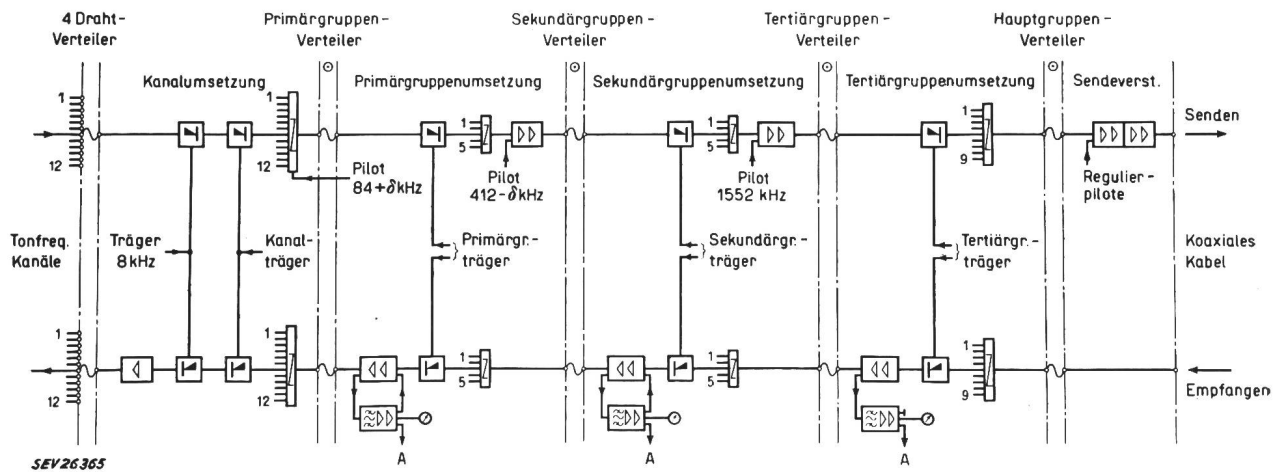 4 Draht-
Verteiler
Primärgruppen-
Verteiler
Sekundärgruppen-
Verteiler
Tertiärgruppen-
Verteiler
Hauptgruppen-
Verteiler
Kanalumsetzung
Primärgruppenumsetzung
Sekundärgruppenumsetzung
Tertiärgruppenumsetzung
Sendeverst.
1
12
1
12
1
5
1
5
1
9
Senden
Pilot
84+δkHz
Pilot
412-δkHz
Pilot
1552 kHz
Regulier-
pilote
Tonfreq.
Kanäle
Träger
8kHz
Kanal-
träger
Primärgr.-
träger
Sekundärgr.-
träger
Tertiärgr.-
träger
Koaxiales
Kabel
1
12
1
12
1
5
1
5
1
9
Empfangen
A
A
A
SEV26365